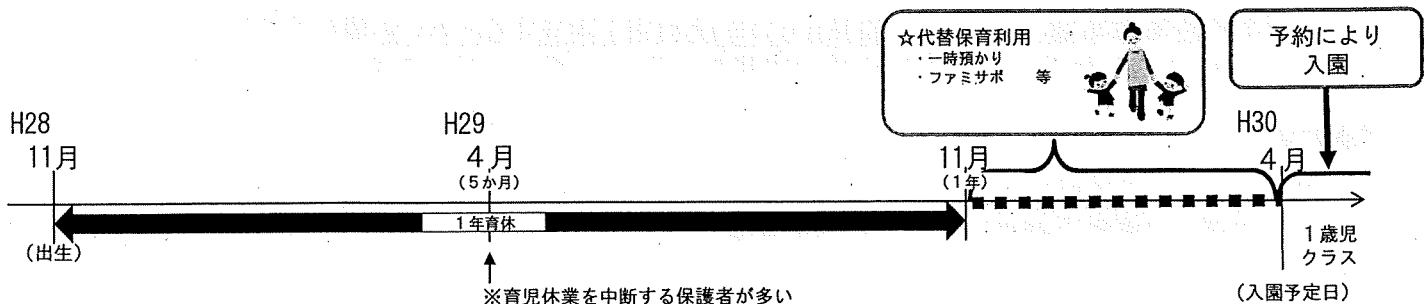 ☆代替保育利用
・一時預かり
・ファミサポ 等
予約により
入園
H28
11月
(出生)
H29
4月
(5か月)
1年育休
※育児休業を中断する保護者が多い
11月
(1年)
H30
4月
1歳児
クラス
(入園予定日)